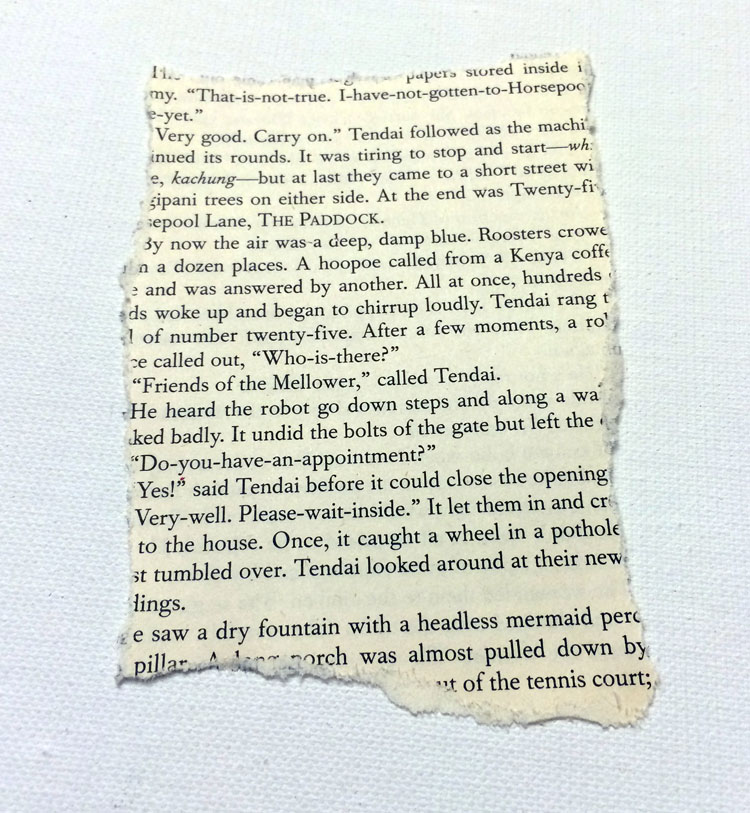 papers stored inside i
my. “That-is-not-true. I-have-not-gotten-to-Horsepoo
e-yet.”
Very good. Carry on.” Tendai followed as the machi
inued its rounds. It was tiring to stop and start—wh
e, kachung—but at last they came to a short street wi
gipani trees on either side. At the end was Twenty-fi
sepool Lane, THE PADDOCK.
By now the air was a deep, damp blue. Roosters crowe
n a dozen places. A hoopoe called from a Kenya coffe
e and was answered by another. All at once, hundreds
ds woke up and began to chirrup loudly. Tendai rang t
l of number twenty-five. After a few moments, a ro
ce called out, “Who-is-there?”
“Friends of the Mellower,” called Tendai.
He heard the robot go down steps and along a wa
ked badly. It undid the bolts of the gate but left the
“Do-you-have-an-appointment?”
Yes!” said Tendai before it could close the opening
Very-well. Please-wait-inside.” It let them in and cr
to the house. Once, it caught a wheel in a pothole
st tumbled over. Tendai looked around at their new
dings.
e saw a dry fountain with a headless mermaid perc
pillar. A long porch was almost pulled down by
ut of the tennis court;